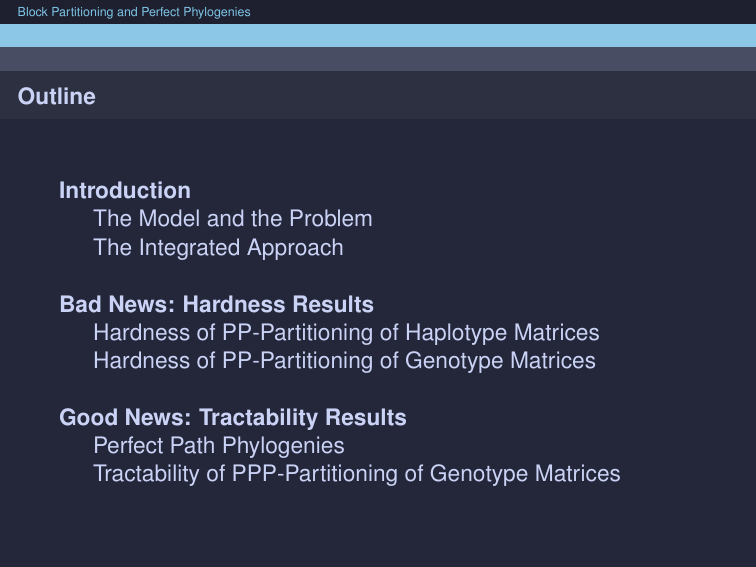 Block Partitioning and Perfect Phylogenies
Outline
Introduction
The Model and the Problem
The Integrated Approach
Bad News: Hardness Results
Hardness of PP-Partitioning of Haplotype Matrices
Hardness of PP-Partitioning of Genotype Matrices
Good News: Tractability Results
Perfect Path Phylogenies
Tractability of PPP-Partitioning of Genotype Matrices